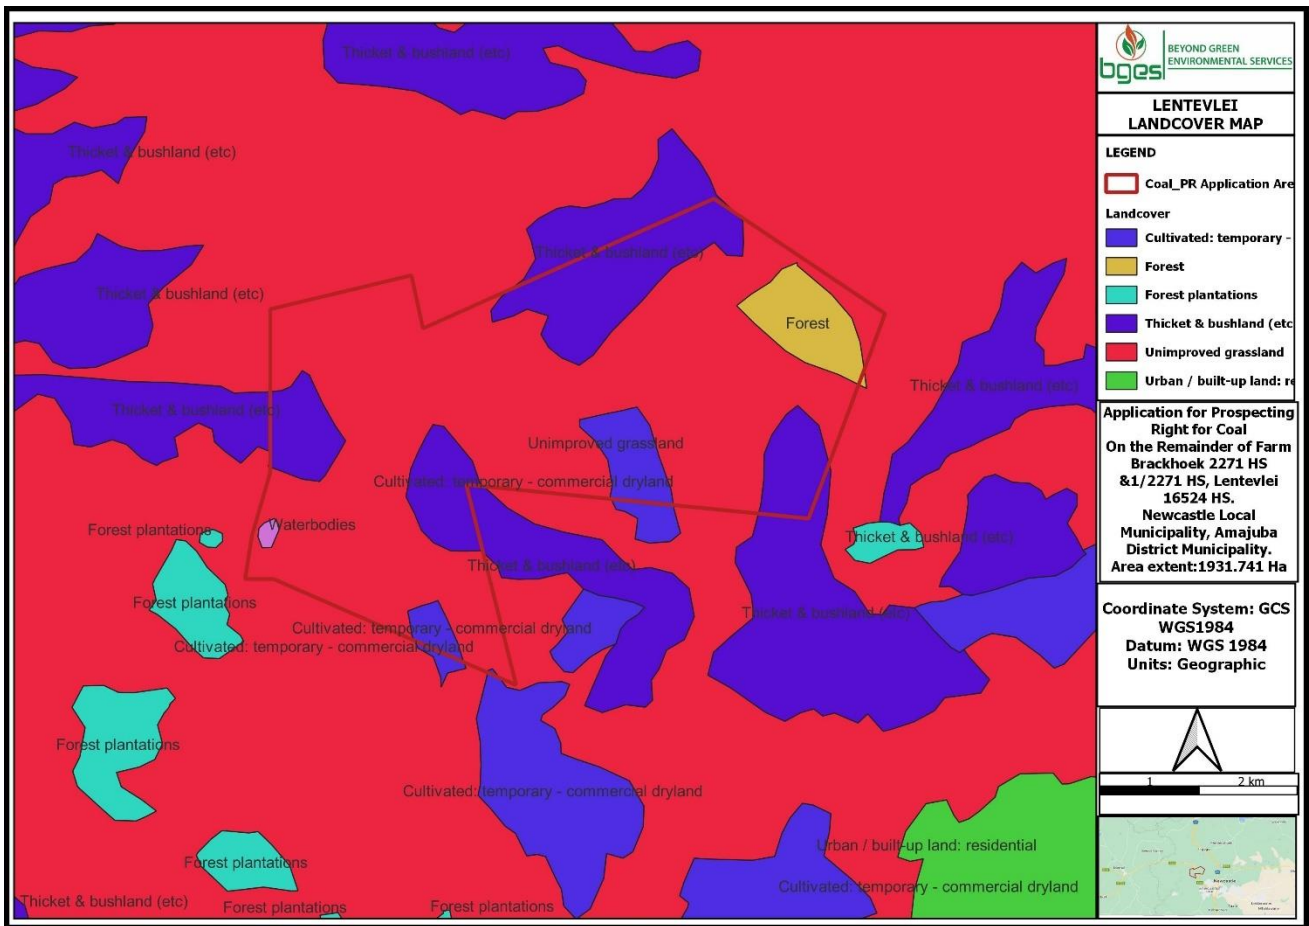 Thicket & bushland (etc)
Thicket & bushland (etc)
Thicket & bushland (etc)
Thicket & bushland (etc)
Forest
Thicket & bushland (etc)
Thicket & bushland (etc)
Unimproved grassland
Cultivated: temporary - commercial dryland
Waterbodies
Forest plantations
Thicket & bushland (etc)
Thicket & bushland (etc)
Forest plantations
Thicket & bushland (etc)
Cultivated: temporary - commercial dryland
Cultivated: temporary - commercial dryland
Forest plantations
Cultivated: temporary - commercial dryland
Urban / built-up land: residential
Forest plantations
Cultivated: temporary - commercial dryland
Thicket & bushland (etc)
Forest plantations
Forest plantations
bges
BEYOND GREEN
ENVIRONMENTAL SERVICES
LENTEVLEI
LANDCOVER MAP
LEGEND
Coal_PR Application Are
Landcover
Cultivated: temporary -
Forest
Forest plantations
Thicket & bushland (etc
Unimproved grassland
Urban / built-up land: re
Application for Prospecting
Right for Coal
On the Remainder of Farm
Brackhoek 2271 HS
&1/2271 HS, Lentevlei
16524 HS.
Newcastle Local
Municipality, Amajuba
District Municipality.
Area extent:1931.741 Ha
Coordinate System: GCS
WGS1984
Datum: WGS 1984
Units: Geographic
1 2 km
Newcastle